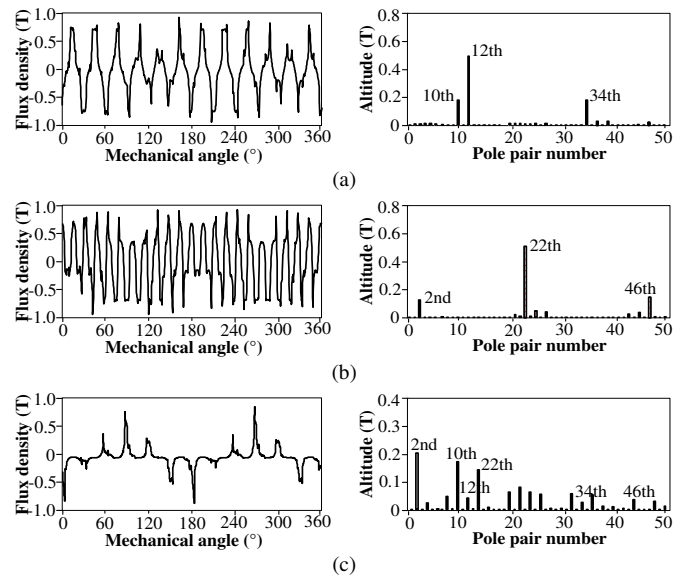 Flux density (T)
1.0
0.5
0
-0.5
-1.0
0 60 120 180 240 300 360
Mechanical angle (°)
Altitude (T)
0.8
0.6
0.4
0.2
0
12th
10th
34th
0 10 20 30 40 50
Pole pair number
(a)
Flux density (T)
1.0
0.5
0
-0.5
-1.0
0 60 120 180 240 300 360
Mechanical angle (°)
Altitude (T)
0.8
0.6
0.4
0.2
0
22th
2nd
46th
0 10 20 30 40 50
Pole pair number
(b)
Flux density (T)
1.0
0.5
0
-0.5
-1.0
0 60 120 180 240 300 360
Mechanical angle (°)
Altitude (T)
0.4
0.3
0.2
0.1
0
2nd
10th
22th
12th
34th
46th
0 10 20 30 40 50
Pole pair number
(c)